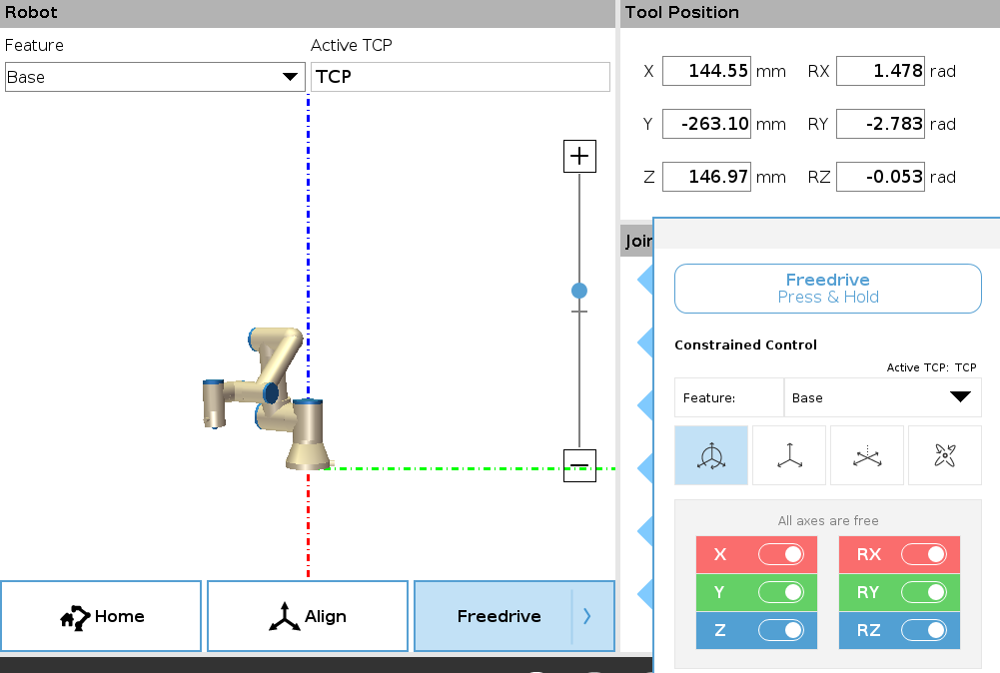 Robot
Feature
Active TCP
Base
TCP
Home
Align
Freedrive
Tool Position
X 144.55 mm RX 1.478 rad
Y -263.10 mm RY -2.783 rad
Z 146.97 mm RZ -0.053 rad
Join
Freedrive
Press & Hold
Constrained Control
Active TCP: TCP
Feature: Base
All axes are free
X RX
Y RY
Z RZ